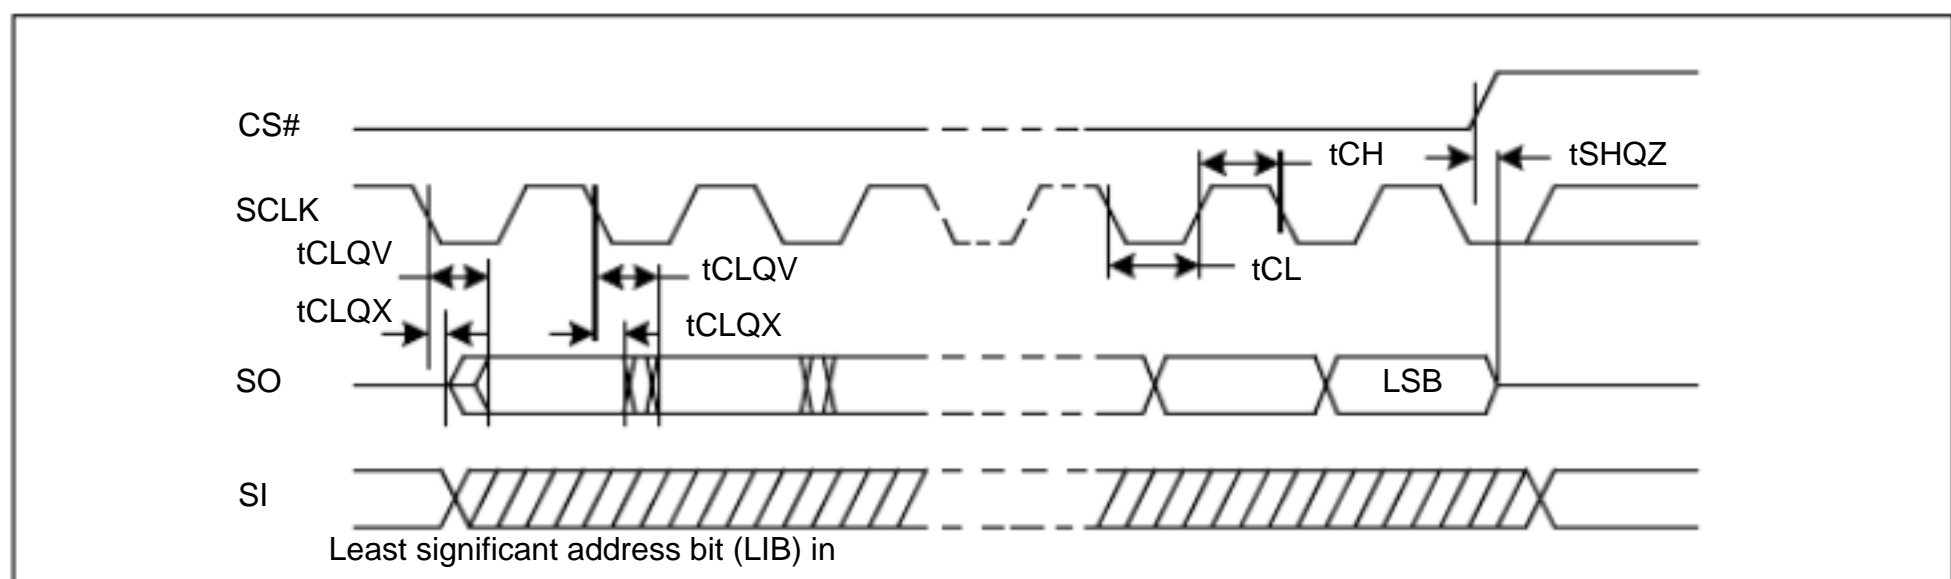 CS#
tCH
tSHQZ
SCLK
tCLQV
tCLQV
tCL
tCLQX
tCLQX
SO
LSB
SI
Least significant address bit (LIB) in